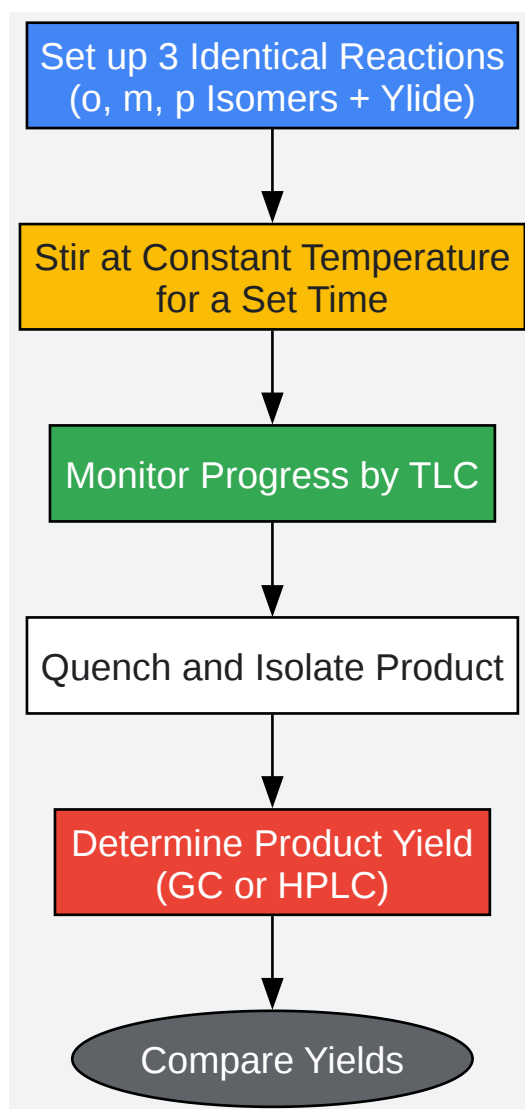 Set up 3 Identical Reactions
(o, m, p Isomers + Ylide)
Stir at Constant Temperature
for a Set Time
Monitor Progress by TLC
Quench and Isolate Product
Determine Product Yield
(GC or HPLC)
Compare Yields